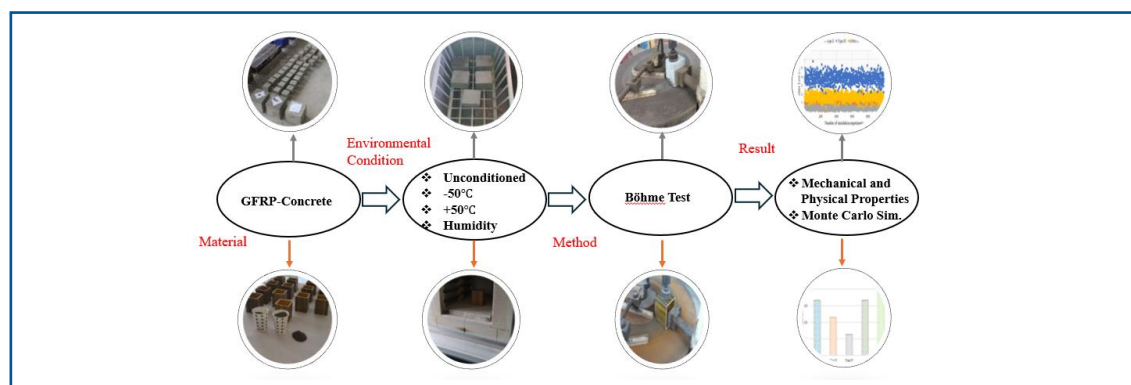 Environmental
Condition
Result
GFRP-Concrete
❖ Unconditioned
❖ -50℃
❖ +50℃
❖ Humidity
Böhme Test
❖ Mechanical and
Physical Properties
❖ Monte Carlo Sim.
Material
Method